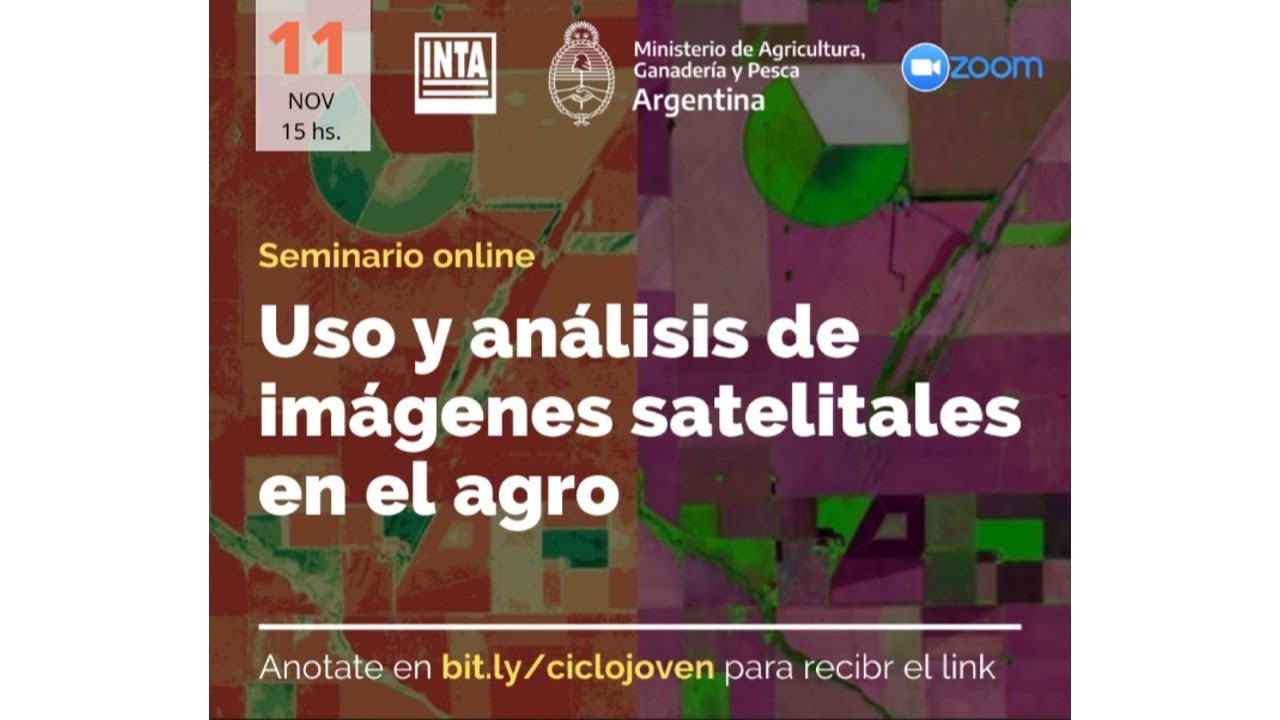 11
NOV
15 hs.
INTA
Ministerio de Agricultura,
Ganadería y Pesca
Argentina
zoom
Seminario online
Uso y análisis de
imágenes satelitales
en el agro
Anotate en bit.ly/ciclojoven para recibr el link